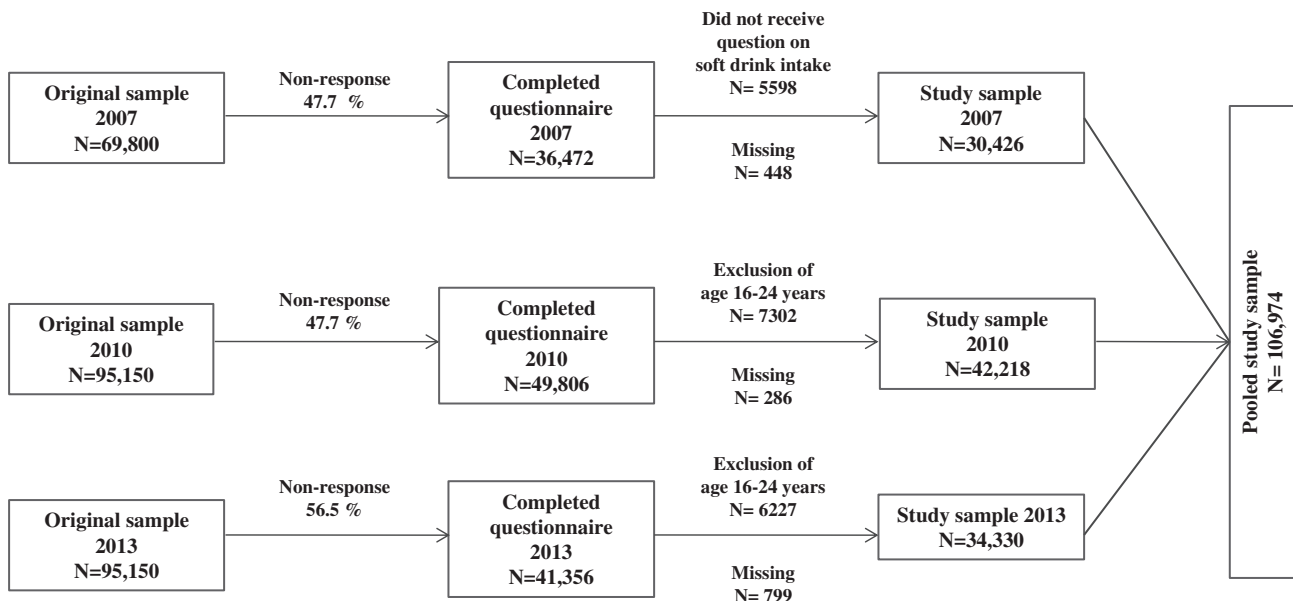 Original sample
2007
N=69,800
Non-response
47.7 %
Completed
questionnaire
2007
N=36,472
Did not receive
question on
soft drink intake
N= 5598
Missing
N= 448
Study sample
2007
N=30,426
Original sample
2010
N=95,150
Non-response
47.7 %
Completed
questionnaire
2010
N=49,806
Exclusion of
age 16-24 years
N= 7302
Missing
N= 286
Study sample
2010
N=42,218
Original sample
2013
N=95,150
Non-response
56.5 %
Completed
questionnaire
2013
N=41,356
Exclusion of
age 16-24 years
N= 6227
Missing
N= 799
Study sample 2013
N=34,330
Pooled study sample
N= 106,974